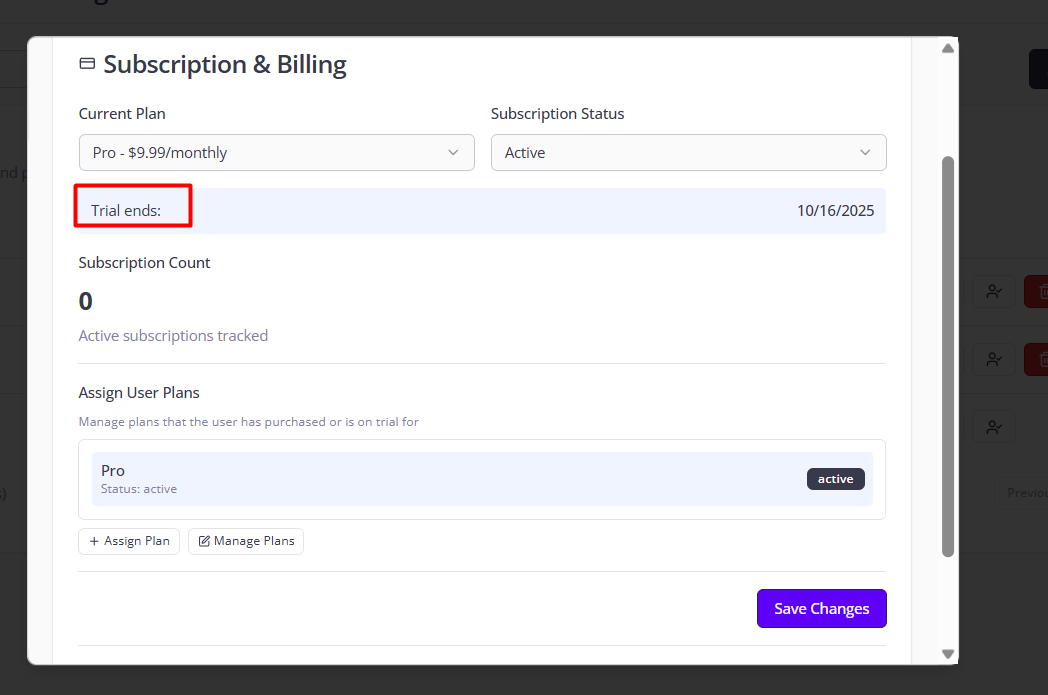 Subscription & Billing
Current Plan
Subscription Status
Pro - $9.99/monthly
Active
Trial ends:
10/16/2025
Subscription Count
0
Active subscriptions tracked
Assign User Plans
Manage plans that the user has purchased or is on trial for
Pro
Status: active
active
+ Assign Plan
Manage Plans
Save Changes